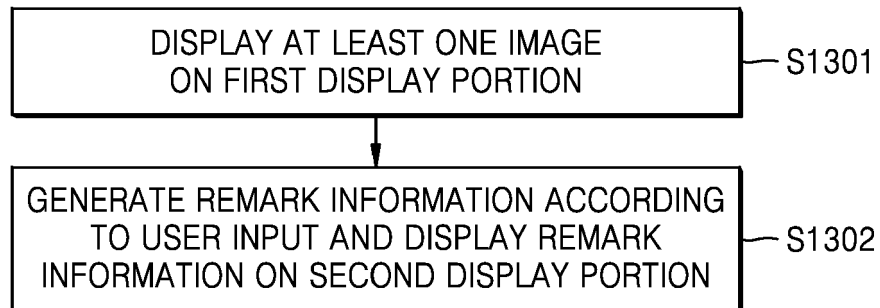 DISPLAY AT LEAST ONE IMAGE
ON FIRST DISPLAY PORTION
S1301
GENERATE REMARK INFORMATION ACCORDING
TO USER INPUT AND DISPLAY REMARK
INFORMATION ON SECOND DISPLAY PORTION
S1302